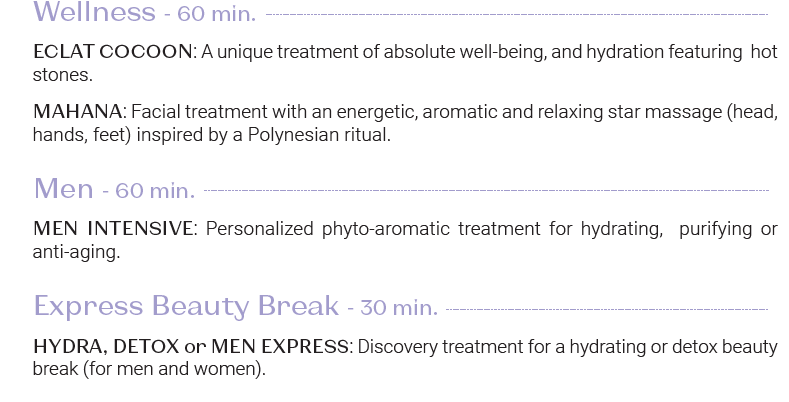 Wellness - 60 min.
ECLAT COCOON: A unique treatment of absolute well-being, and hydration featuring hot
stones.
MAHANA: Facial treatment with an energetic, aromatic and relaxing star massage (head,
hands, feet) inspired by a Polynesian ritual.
Men - 60 min.
MEN INTENSIVE: Personalized phyto-aromatic treatment for hydrating, purifying or
anti-aging.
Express Beauty Break - 30 min.
HYDRA, DETOX or MEN EXPRESS: Discovery treatment for a hydrating or detox beauty
break (for men and women).